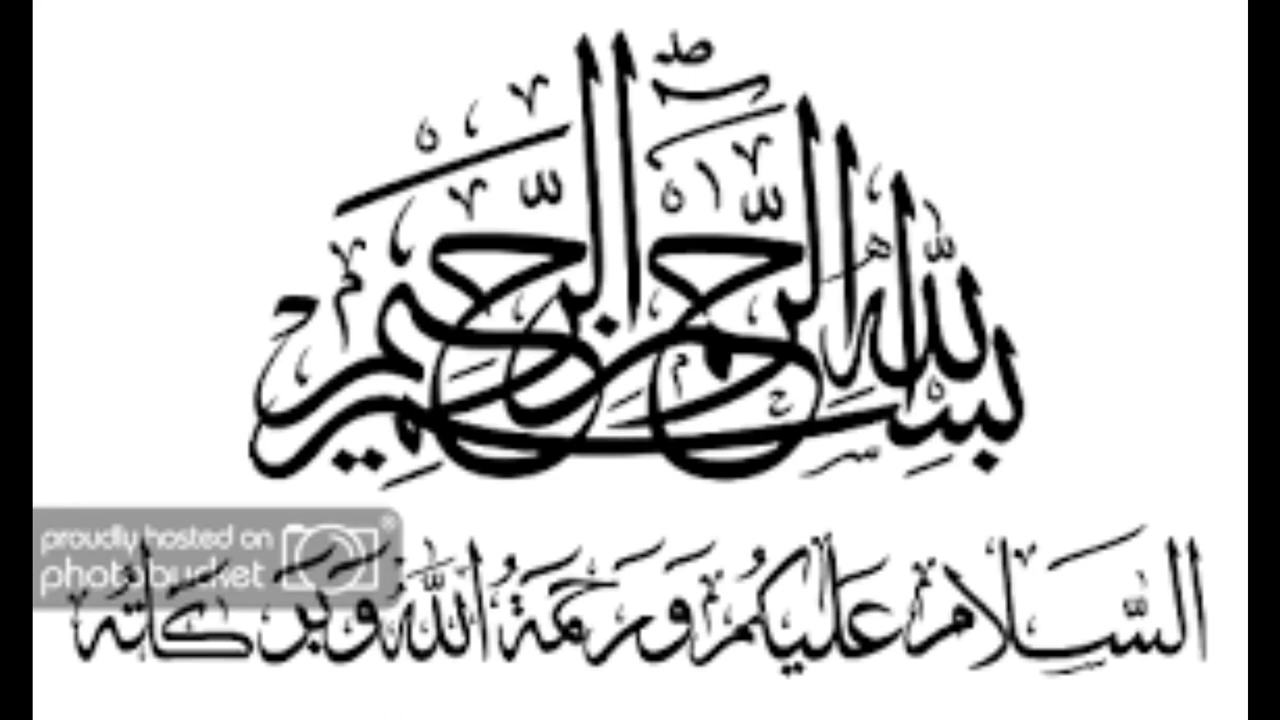 بسم الله الرحمن الرحيم
proudly hosted on
photobucket
السلام عليكم ورحمة الله وبركاته